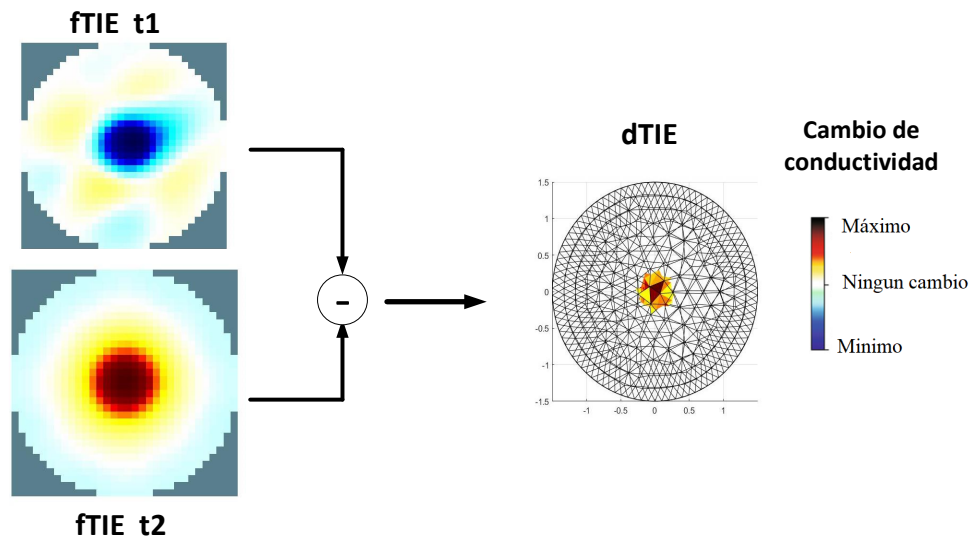 fTIE t1
fTIE t2
-
dTIE
1.5
1
0.5
0
-0.5
-1
-1.5
-1
-0.5
0
0.5
1
Cambio de
conductividad
Máximo
Ningun cambio
Minimo